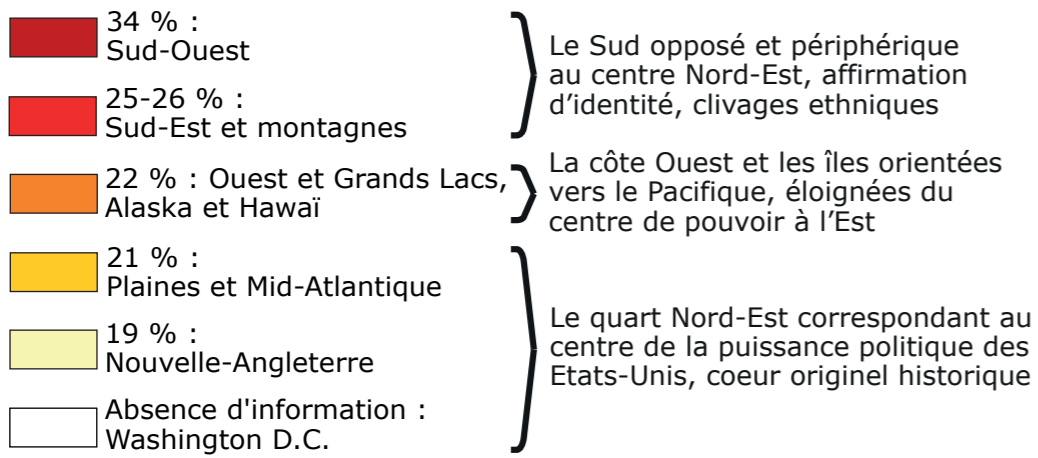 34 % :
Sud-Ouest
Le Sud opposé et périphérique
au centre Nord-Est, affirmation
d’identité, clivages ethniques
25-26 % :
Sud-Est et montagnes
22 % : Ouest et Grands Lacs,
Alaska et Hawaï
La côte Ouest et les îles orientées
vers le Pacifique, éloignées du
centre de pouvoir à l’Est
21 % :
Plaines et Mid-Atlantique
19 % :
Nouvelle-Angleterre
Absence d'information :
Washington D.C.
Le quart Nord-Est correspondant au
centre de la puissance politique des
Etats-Unis, coeur originel historique